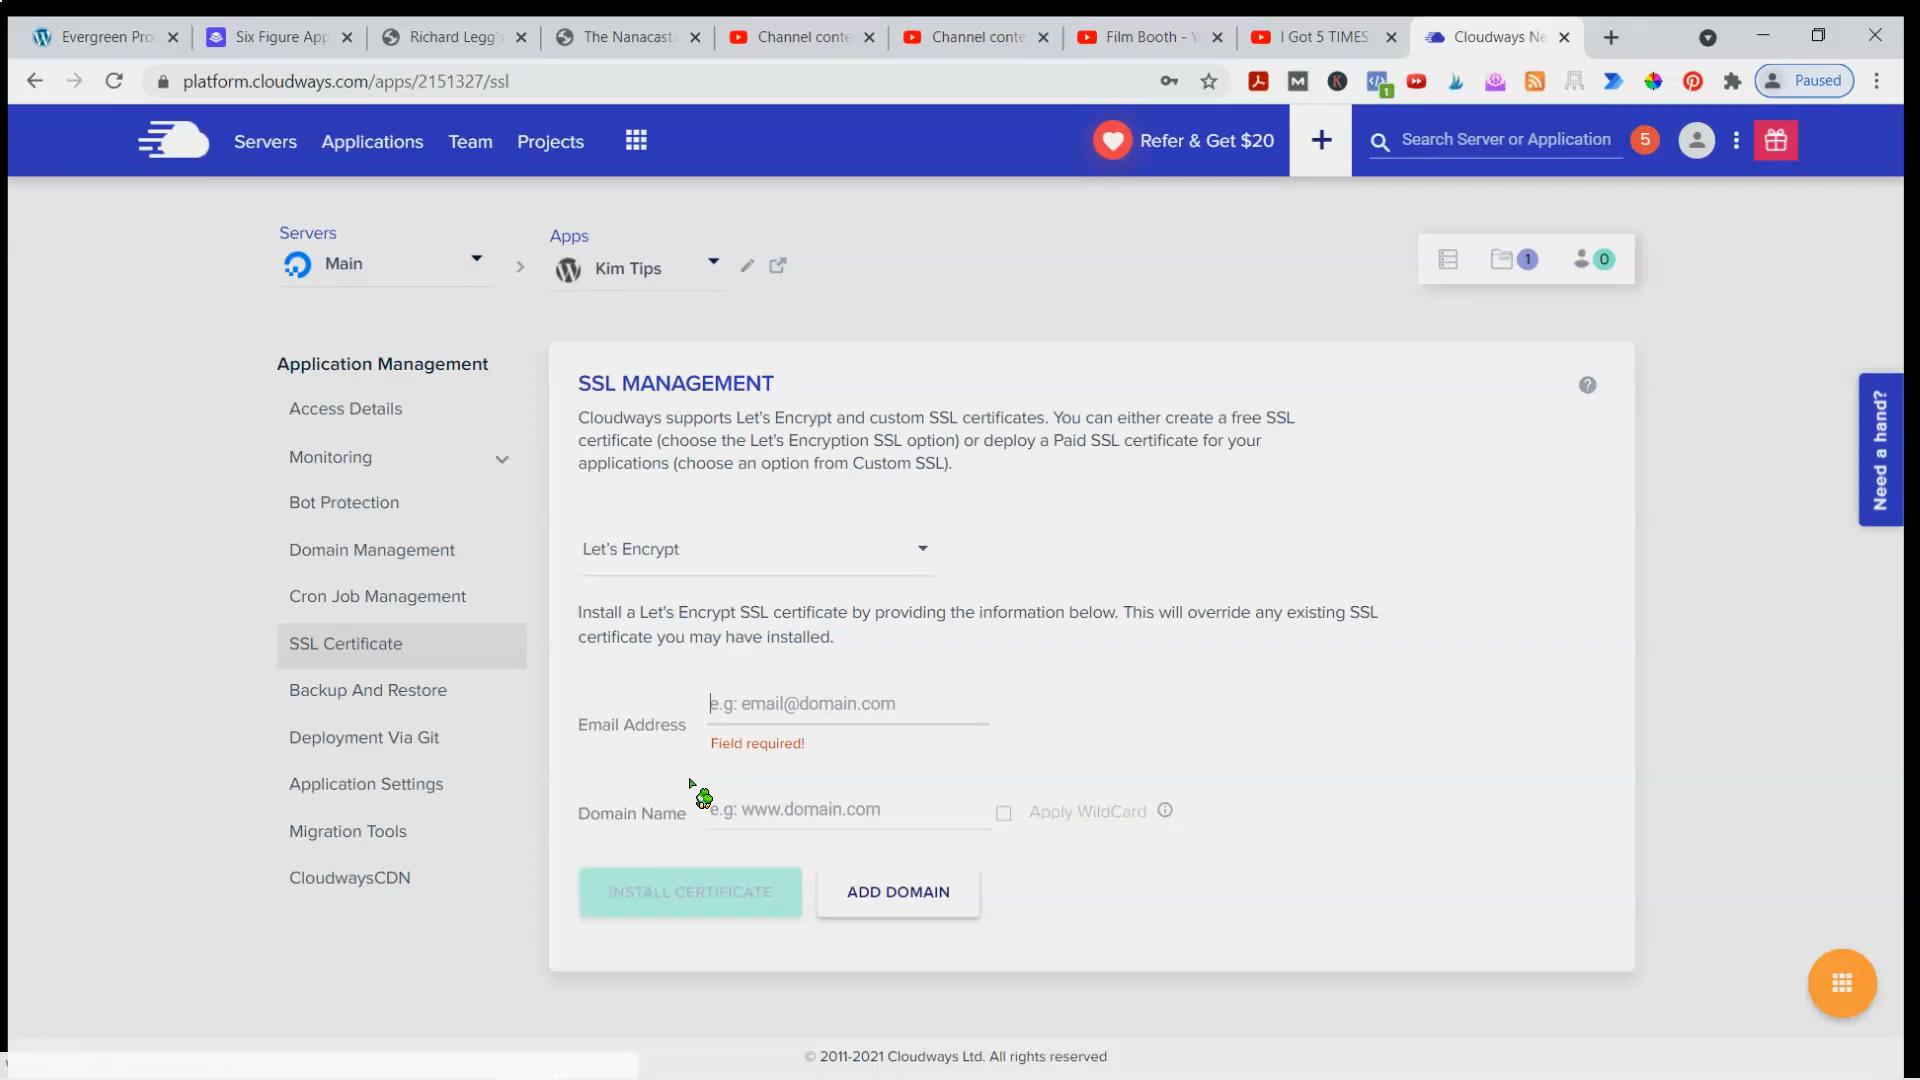 Evergreen Pro
Six Figure App
Richard Legg's
The Nanacast
Channel conte
Channel conte
Film Booth - Y
I Got 5 TIMES
Cloudways Ne
platform.cloudways.com/apps/2151327/ssl
1
Paused
Servers
Applications
Team
Projects
Refer & Get $20
+
Search Server or Application
5
Servers
Main
Apps
Kim Tips
1
0
Application Management
Access Details
Monitoring
Bot Protection
Domain Management
Cron Job Management
SSL Certificate
Backup And Restore
Deployment Via Git
Application Settings
Migration Tools
CloudwaysCDN
SSL MANAGEMENT
Cloudways supports Let's Encrypt and custom SSL certificates. You can either create a free SSL
certificate (choose the Let's Encryption SSL option) or deploy a Paid SSL certificate for your
applications (choose an option from Custom SSL).
Let's Encrypt
Install a Let's Encrypt SSL certificate by providing the information below. This will override any existing SSL
certificate you may have installed.
Email Address
e.g: email@domain.com
Field required!
Domain Name
e.g: www.domain.com
Apply WildCard
INSTALL CERTIFICATE
ADD DOMAIN
Need a hand?
© 2011-2021 Cloudways Ltd. All rights reserved